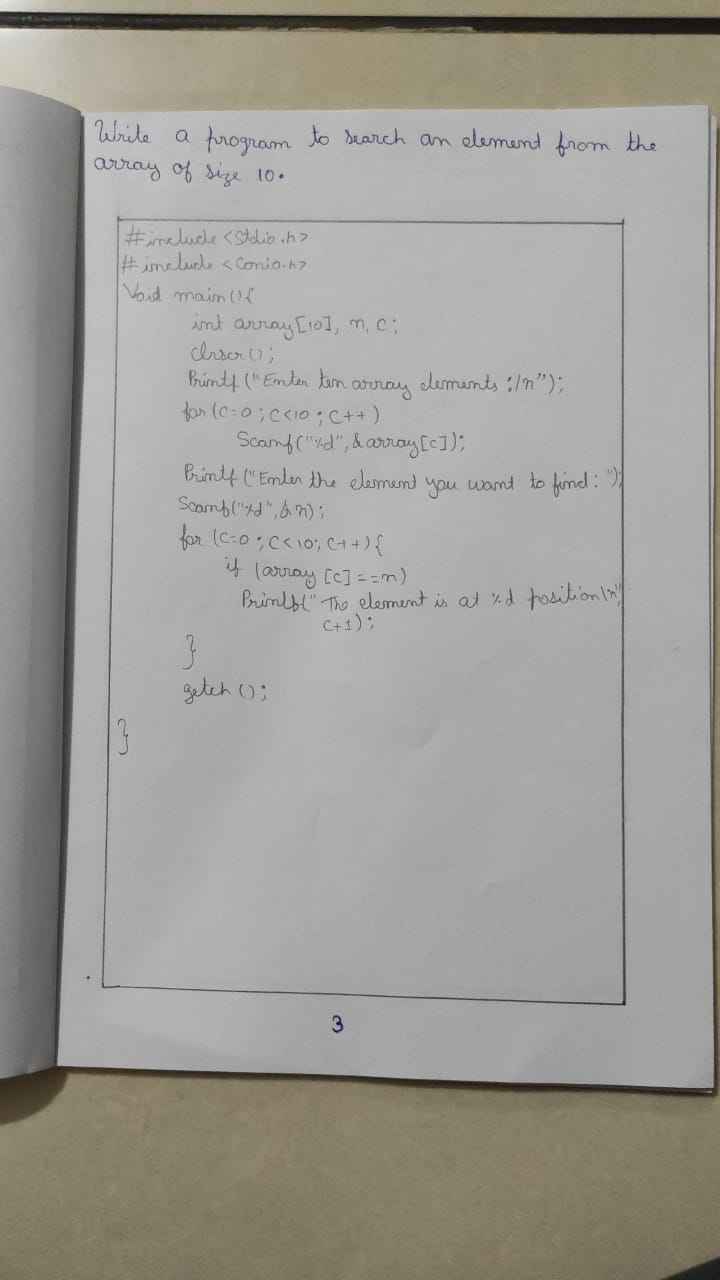 Write a program to search an element from the
array of size 10.
#include <Stdio.h>
#include <Conio.h>
Void main(){
int array[10], n, c;
clrscr();
Printf ("Enter ten array elements :/n");
for (c=0 ; c<10 ; c++)
Scanf("%d", &array[c]);
Printf ("Enter the element you want to find: ");
Scanf("%d", &n);
for (c=0 ; c<10; c++){
if (array [c]==n)
Printf(" The element is at %d position\n",
c+1);
}
getch ();
}
3